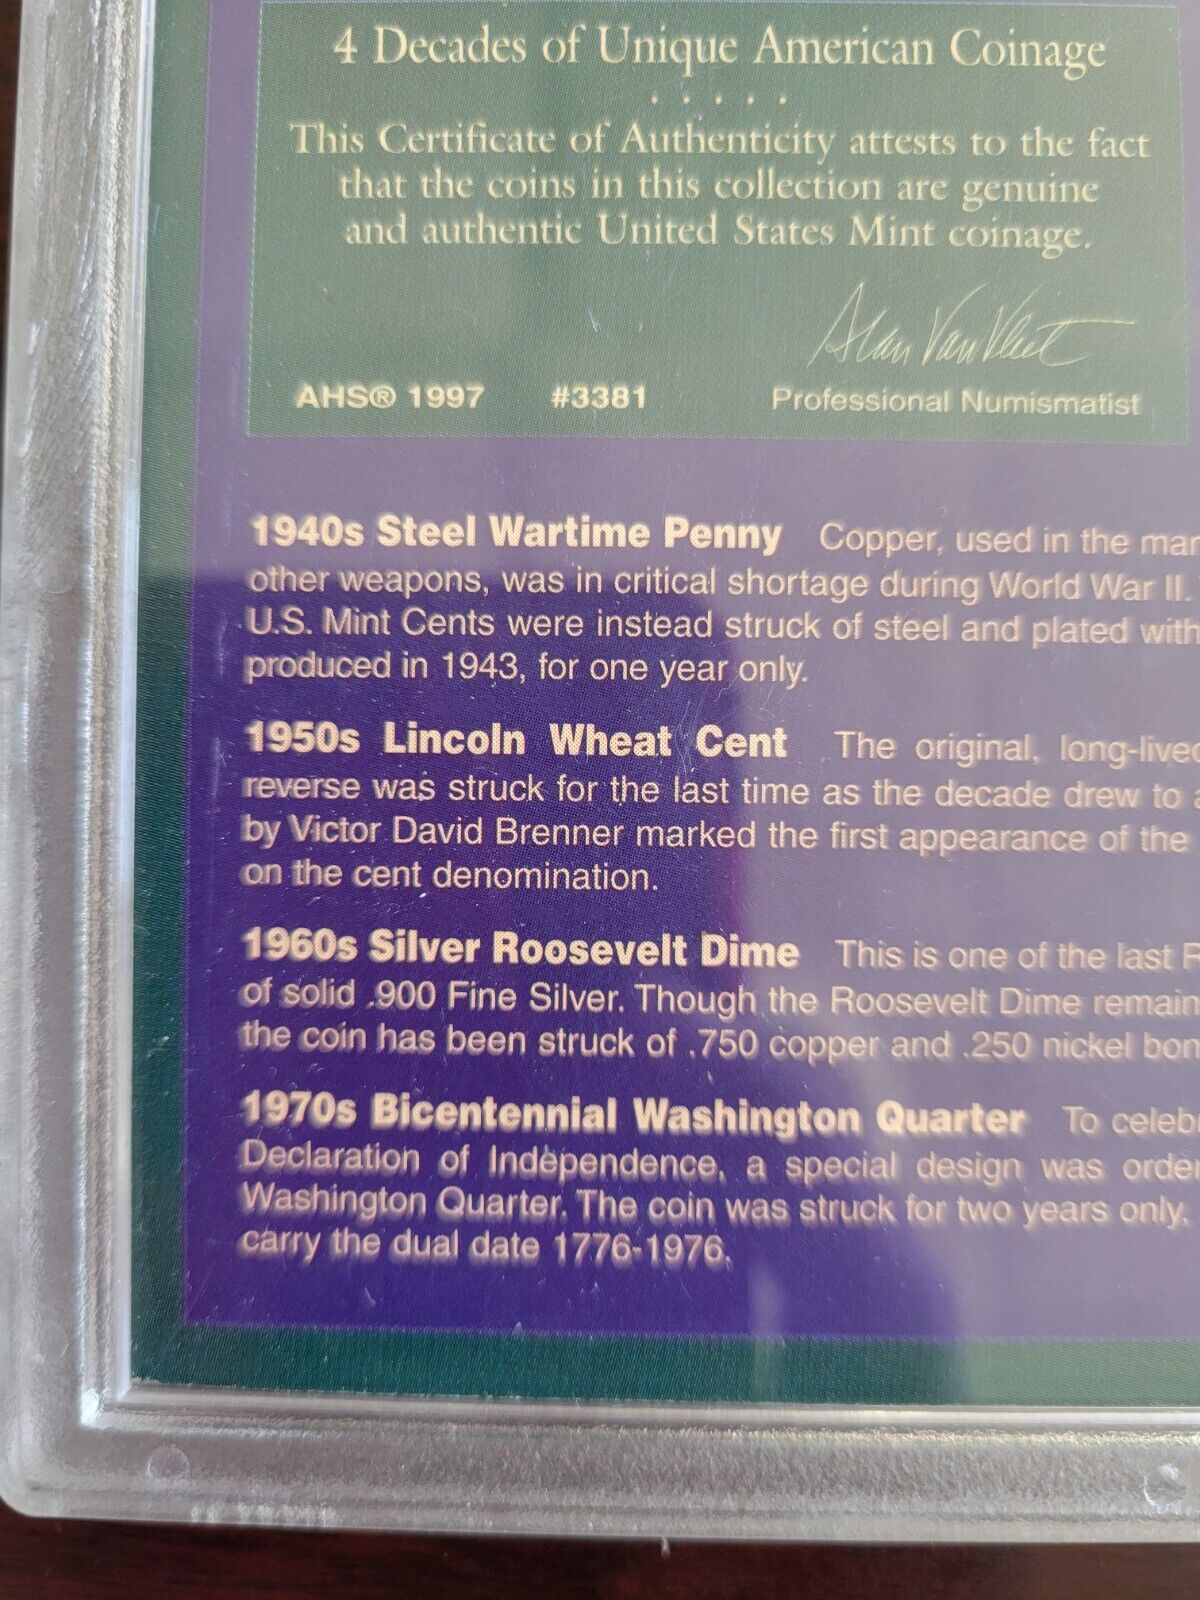 4 Decades of Unique American Coinage
.....
This Certificate of Authenticity attests to the fact
that the coins in this collection are genuine
and authentic United States Mint coinage.
Alan Van Vliet
AHS® 1997 #3381 Professional Numismatist
1940s Steel Wartime Penny Copper, used in the mar
other weapons, was in critical shortage during World War II.
U.S. Mint Cents were instead struck of steel and plated with
produced in 1943, for one year only.
1950s Lincoln Wheat Cent The original, long-lived
reverse was struck for the last time as the decade drew to a
by Victor David Brenner marked the first appearance of the
on the cent denomination.
1960s Silver Roosevelt Dime This is one of the last R
of solid .900 Fine Silver. Though the Roosevelt Dime remain
the coin has been struck of .750 copper and .250 nickel bon
1970s Bicentennial Washington Quarter To celebr
Declaration of Independence, a special design was order
Washington Quarter. The coin was struck for two years only,
carry the dual date 1776-1976.